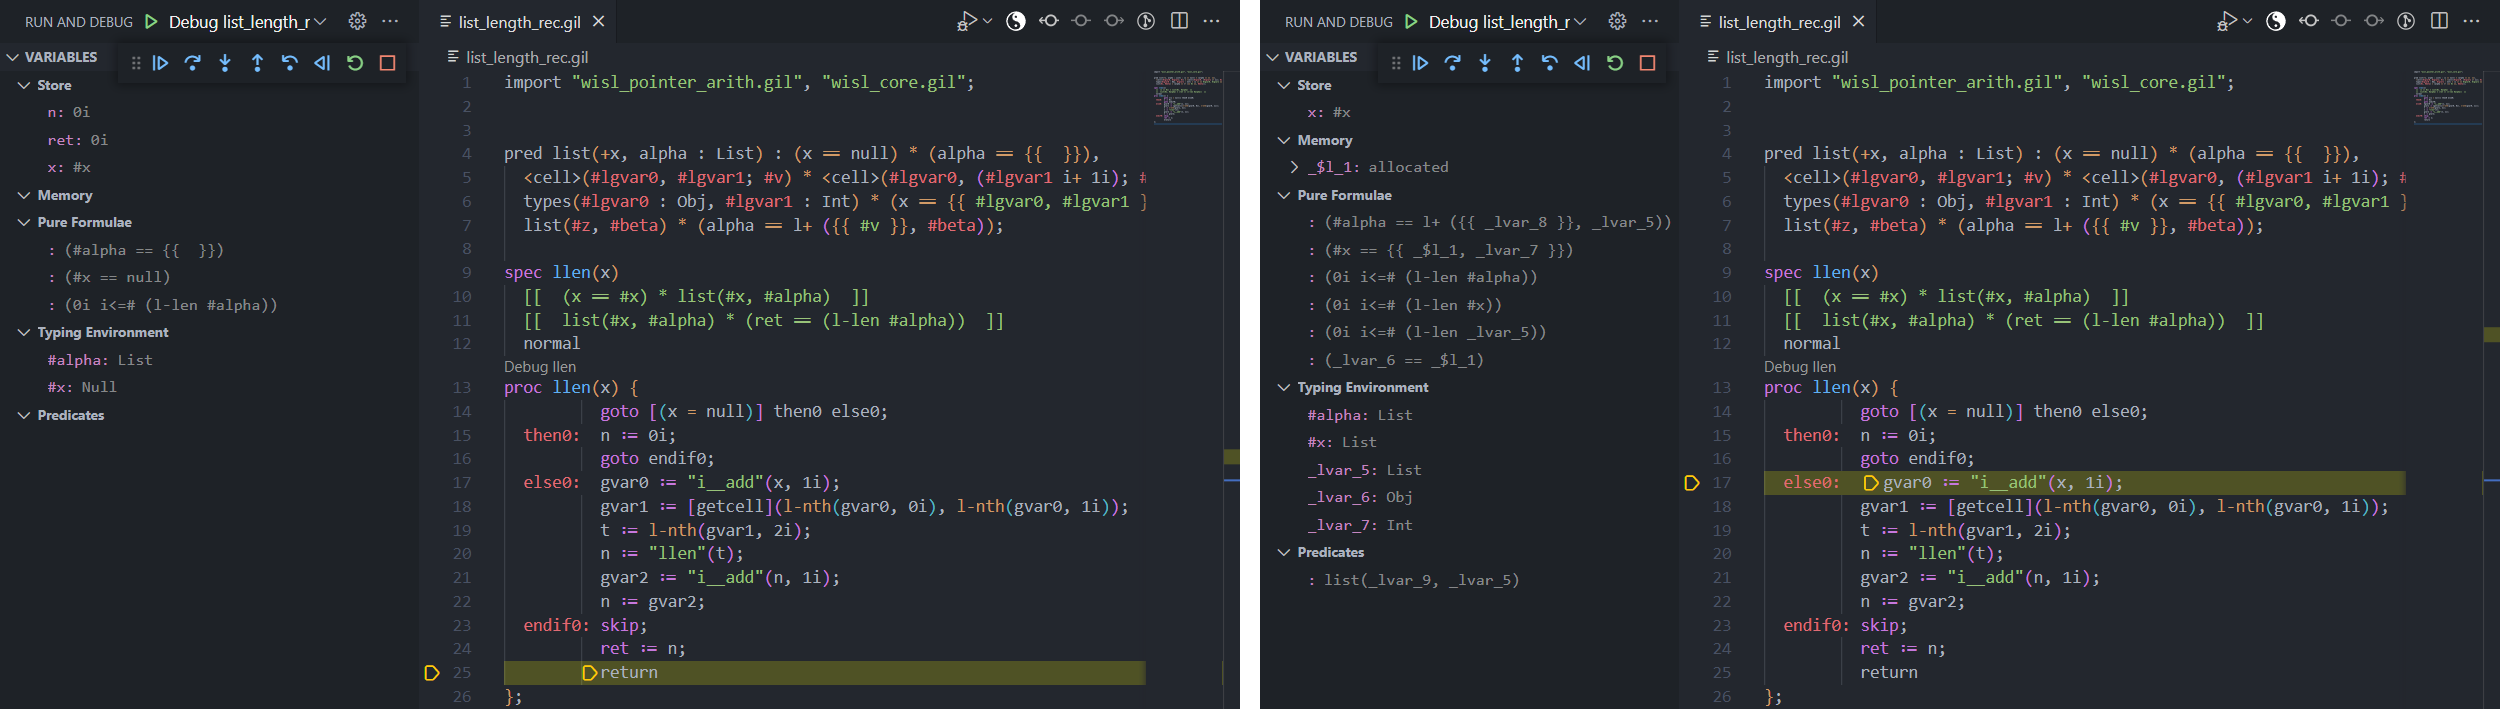 RUN AND DEBUG Debug list_length_r
VARIABLES
Store
n: 0i
ret: 0i
x: #x
Memory
Pure Formulae
: (#alpha == {{  }})
: (#x == null)
: (0i i<=# (l-len #alpha))
Typing Environment
#alpha: List
#x: Null
Predicates
list_length_rec.gil
list_length_rec.gil
1 import "wisl_pointer_arith.gil", "wisl_core.gil";
2
3
4 pred list(+x, alpha : List) : (x == null) * (alpha == {{  }}),
5 <cell>(#lgvar0, #lgvar1; #v) * <cell>(#lgvar0, (#lgvar1 i+ 1i); #
6 types(#lgvar0 : Obj, #lgvar1 : Int) * (x == {{ #lgvar0, #lgvar1 }
7 list(#z, #beta) * (alpha == l+ ({{ #v }}, #beta));
8
9 spec llen(x)
10 [[  (x == #x) * list(#x, #alpha)  ]]
11 [[  list(#x, #alpha) * (ret == (l-len #alpha))  ]]
12 normal
Debug llen
13 proc llen(x) {
14 goto [(x = null)] then0 else0;
15 then0: n := 0i;
16 goto endif0;
17 else0: gvar0 := "i__add"(x, 1i);
18 gvar1 := [getcell](l-nth(gvar0, 0i), l-nth(gvar0, 1i));
19 t := l-nth(gvar1, 2i);
20 n := "llen"(t);
21 gvar2 := "i__add"(n, 1i);
22 n := gvar2;
23 endif0: skip;
24 ret := n;
25 return
26 };
RUN AND DEBUG Debug list_length_r
VARIABLES
Store
x: #x
Memory
_$l_1: allocated
Pure Formulae
: (#alpha == l+ ({{ _lvar_8 }}, _lvar_5))
: (#x == {{ _$l_1, _lvar_7 }})
: (0i i<=# (l-len #alpha))
: (0i i<=# (l-len #x))
: (0i i<=# (l-len _lvar_5))
: (_lvar_6 == _$l_1)
Typing Environment
#alpha: List
#x: List
_lvar_5: List
_lvar_6: Obj
_lvar_7: Int
Predicates
: list(_lvar_9, _lvar_5)
list_length_rec.gil
list_length_rec.gil
1 import "wisl_pointer_arith.gil", "wisl_core.gil";
2
3
4 pred list(+x, alpha : List) : (x == null) * (alpha == {{  }}),
5 <cell>(#lgvar0, #lgvar1; #v) * <cell>(#lgvar0, (#lgvar1 i+ 1i); #
6 types(#lgvar0 : Obj, #lgvar1 : Int) * (x == {{ #lgvar0, #lgvar1 }
7 list(#z, #beta) * (alpha == l+ ({{ #v }}, #beta));
8
9 spec llen(x)
10 [[  (x == #x) * list(#x, #alpha)  ]]
11 [[  list(#x, #alpha) * (ret == (l-len #alpha))  ]]
12 normal
Debug llen
13 proc llen(x) {
14 goto [(x = null)] then0 else0;
15 then0: n := 0i;
16 goto endif0;
17 else0: gvar0 := "i__add"(x, 1i);
18 gvar1 := [getcell](l-nth(gvar0, 0i), l-nth(gvar0, 1i));
19 t := l-nth(gvar1, 2i);
20 n := "llen"(t);
21 gvar2 := "i__add"(n, 1i);
22 n := gvar2;
23 endif0: skip;
24 ret := n;
25 return
26 };